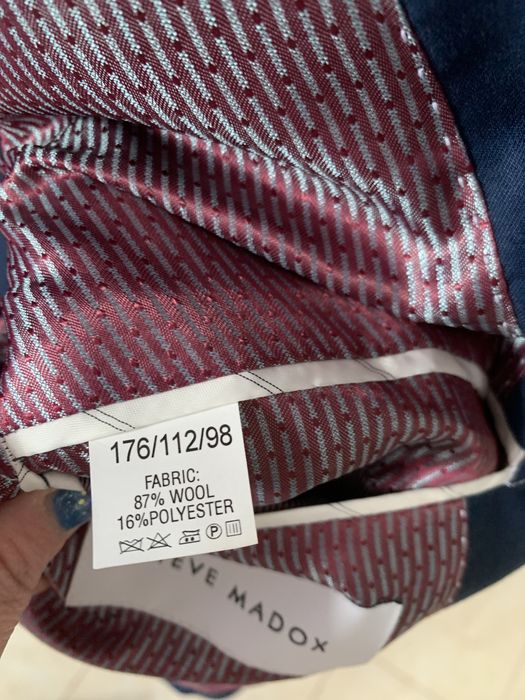 176/112/98
FABRIC:
87% WOOL
16%POLYESTER
P
EVE MADOX